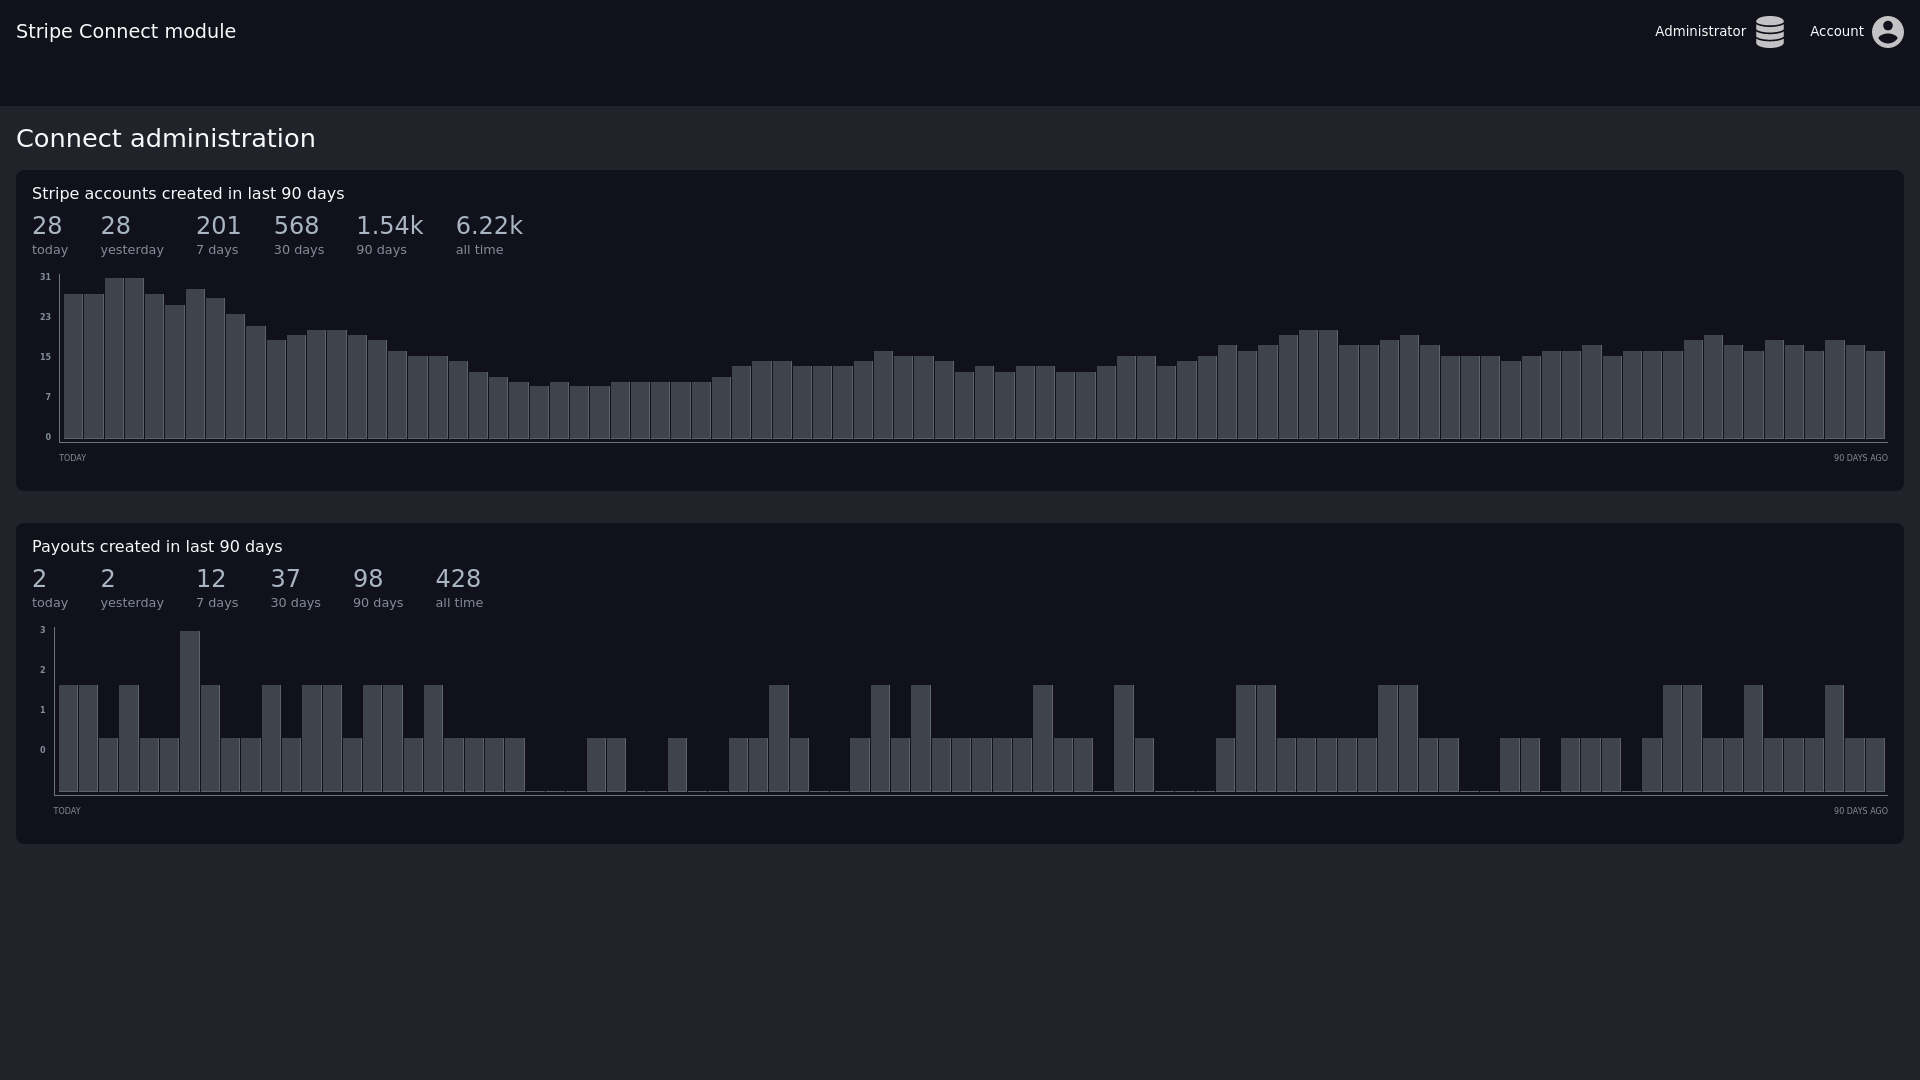 Stripe Connect module
Administrator
Account
Connect administration
Stripe accounts created in last 90 days
28 28 201 568 1.54k 6.22k
today yesterday 7 days 30 days 90 days all time
31
23
15
7
0
TODAY 90 DAYS AGO
Payouts created in last 90 days
2 2 12 37 98 428
today yesterday 7 days 30 days 90 days all time
3
2
1
0
TODAY 90 DAYS AGO